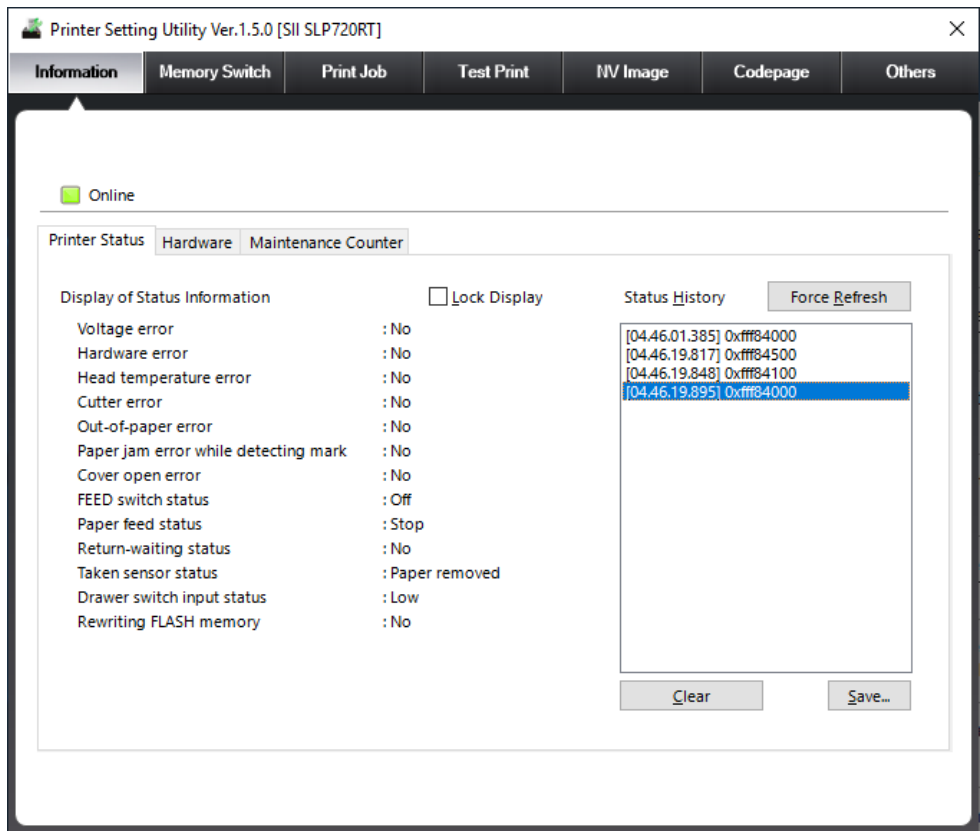 Printer Setting Utility Ver.1.5.0 [SII SLP720RT]
Information Memory Switch Print Job Test Print NV Image Codepage Others
Online
Printer Status Hardware Maintenance Counter
Display of Status Information Lock Display Status History Force Refresh
Voltage error : No
Hardware error : No
Head temperature error : No
Cutter error : No
Out-of-paper error : No
Paper jam error while detecting mark : No
Cover open error : No
FEED switch status : Off
Paper feed status : Stop
Return-waiting status : No
Taken sensor status : Paper removed
Drawer switch input status : Low
Rewriting FLASH memory : No
[04.46.01.385] 0xfff84000
[04.46.19.817] 0xfff84500
[04.46.19.848] 0xfff84100
[04.46.19.895] 0xfff84000
Clear Save...